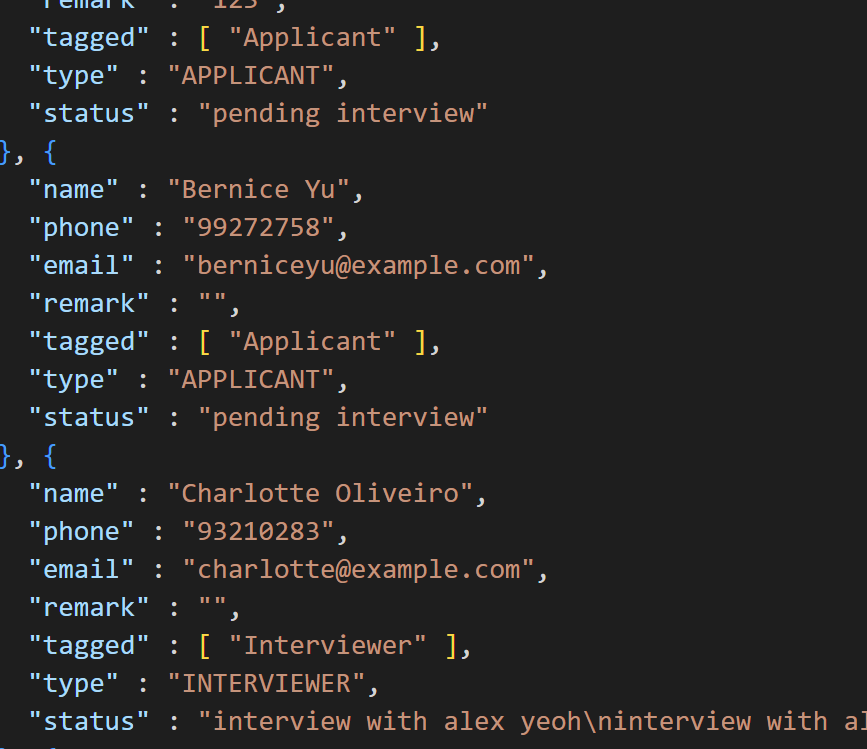 "remark" : "123",
"tagged" : [ "Applicant" ],
"type" : "APPLICANT",
"status" : "pending interview"
}, {
"name" : "Bernice Yu",
"phone" : "99272758",
"email" : "berniceyu@example.com",
"remark" : "",
"tagged" : [ "Applicant" ],
"type" : "APPLICANT",
"status" : "pending interview"
}, {
"name" : "Charlotte Oliveiro",
"phone" : "93210283",
"email" : "charlotte@example.com",
"remark" : "",
"tagged" : [ "Interviewer" ],
"type" : "INTERVIEWER",
"status" : "interview with alex yeoh\ninterview with al